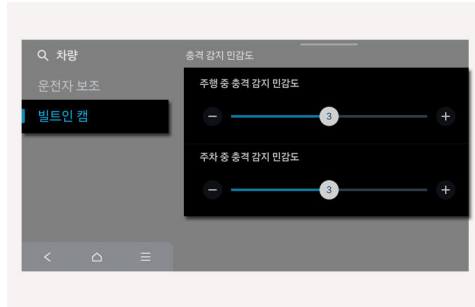 차량
충격 감지 민감도
운전자 보조
주행 중 충격 감지 민감도
빌트인 캠
3
주차 중 충격 감지 민감도
3